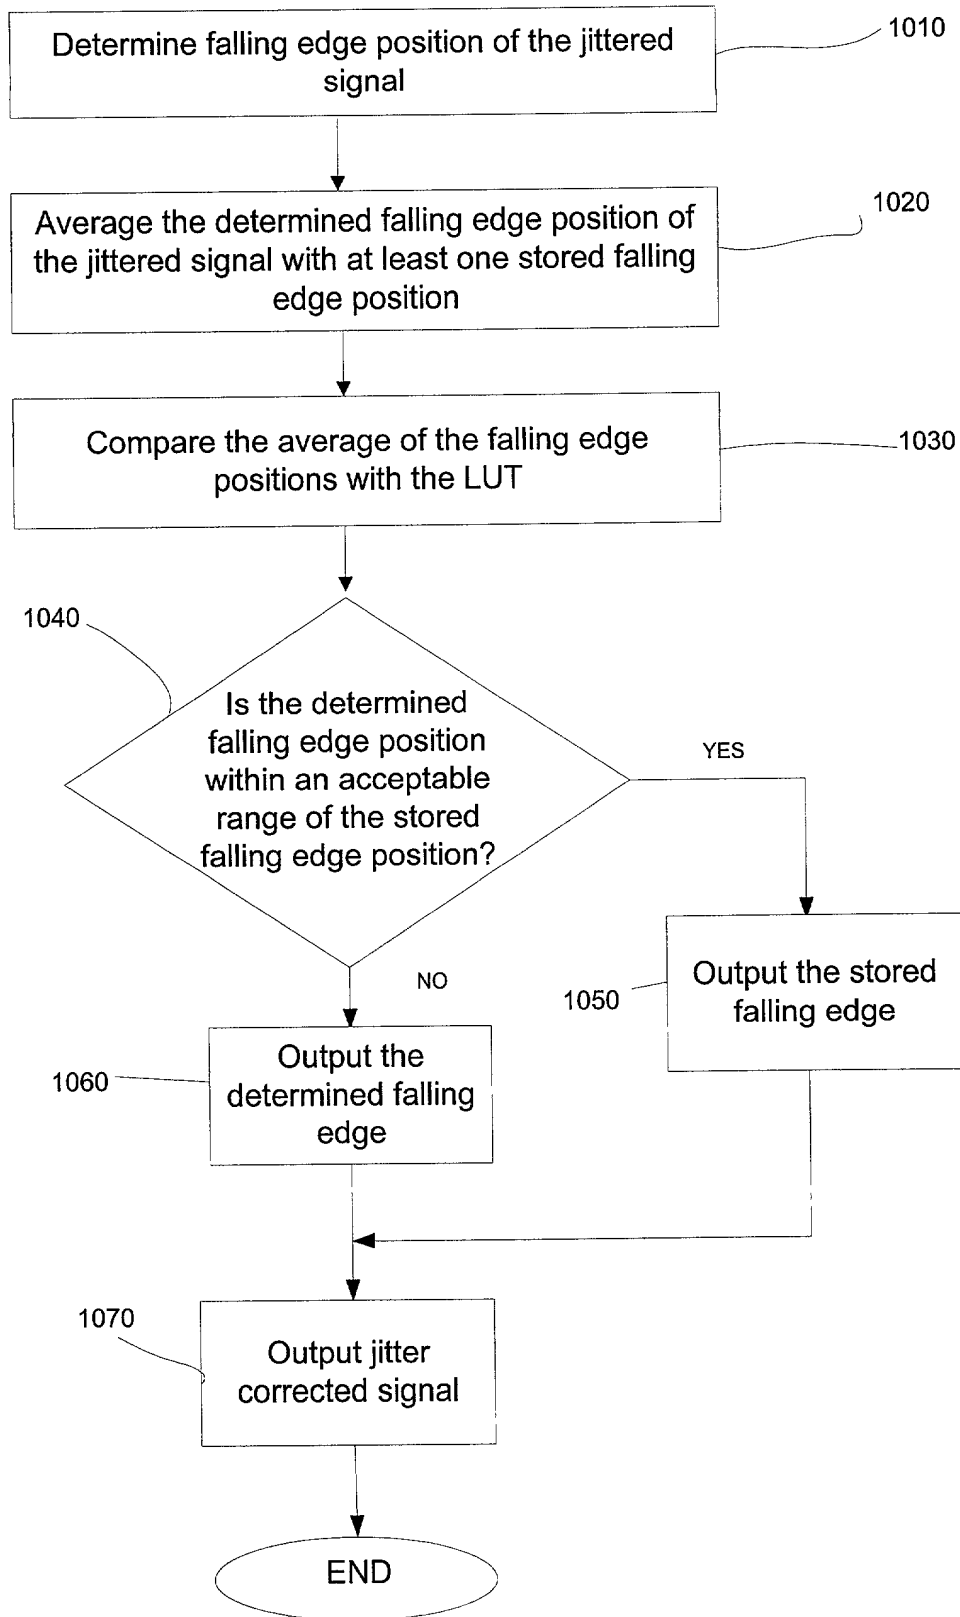 Determine falling edge position of the jittered
signal
1010
Average the determined falling edge position of
the jittered signal with at least one stored falling
edge position
1020
Compare the average of the falling edge
positions with the LUT
1030
1040
Is the determined
falling edge position
within an acceptable
range of the stored
falling edge position?
YES
NO
1050
Output the stored
falling edge
1060
Output the
determined falling
edge
1070
Output jitter
corrected signal
END